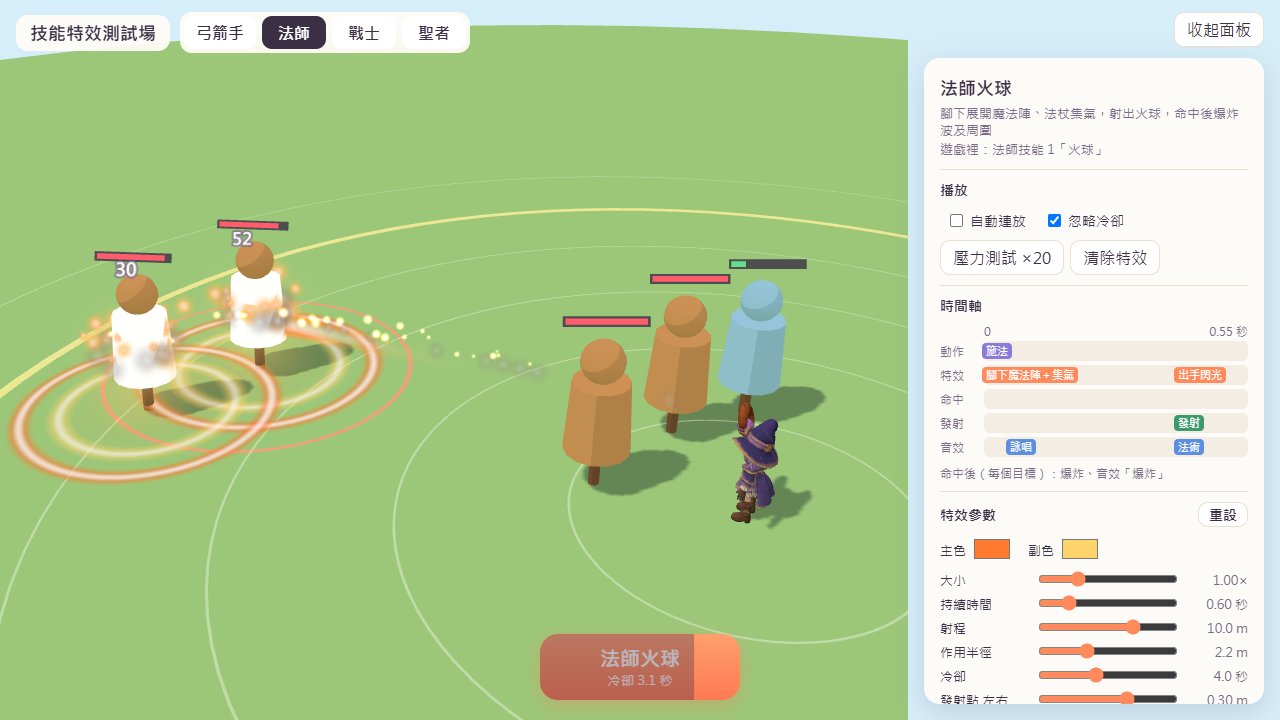 技能特效測試場
弓箭手
法師
戰士
聖者
收起面板
30
52
法師火球
冷卻 3.1 秒
法師火球
腳下展開魔法陣、法杖集氣，射出火球，命中後爆炸
波及周圍
遊戲裡：法師技能 1「火球」
播放
自動連放
忽略冷卻
壓力測試 ×20
清除特效
時間軸
0
0.55 秒
動作
施法
特效
腳下魔法陣 + 集氣
出手閃光
命中
發射
發射
音效
詠唱
法術
命中後（每個目標）：爆炸、音效「爆炸」
特效參數
重設
主色
副色
大小
1.00×
持續時間
0.60 秒
射程
10.0 m
作用半徑
2.2 m
冷卻
4.0 秒
發射點 左右
0.30 m